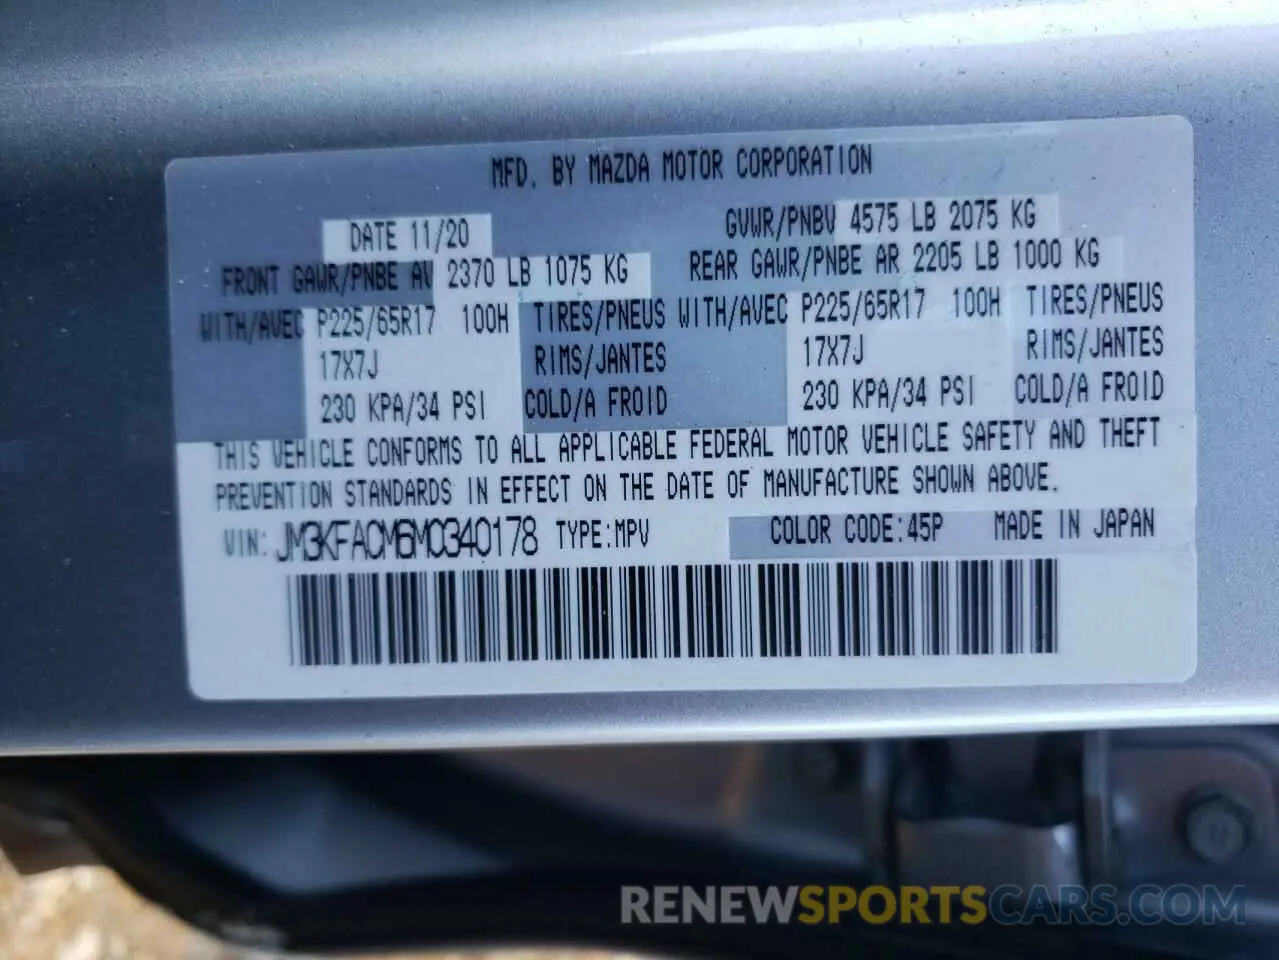 MFD. BY MAZDA MOTOR CORPORATION
DATE 11/20 GVWR/PNBV 4575 LB 2075 KG
FRONT GAWR/PNBE AV 2370 LB 1075 KG REAR GAWR/PNBE AR 2205 LB 1000 KG
WITH/AVEC P225/65R17 100H TIRES/PNEUS WITH/AVEC P225/65R17 100H TIRES/PNEUS
17X7J RIMS/JANTES 17X7J RIMS/JANTES
230 KPA/34 PSI COLD/A FROID 230 KPA/34 PSI COLD/A FROID
THIS VEHICLE CONFORMS TO ALL APPLICABLE FEDERAL MOTOR VEHICLE SAFETY AND THEFT
PREVENTION STANDARDS IN EFFECT ON THE DATE OF MANUFACTURE SHOWN ABOVE.
VIN: JM3KFACM6M0340178 TYPE:MPV COLOR CODE:45P MADE IN JAPAN
RENEWSPORTSCARS.COM